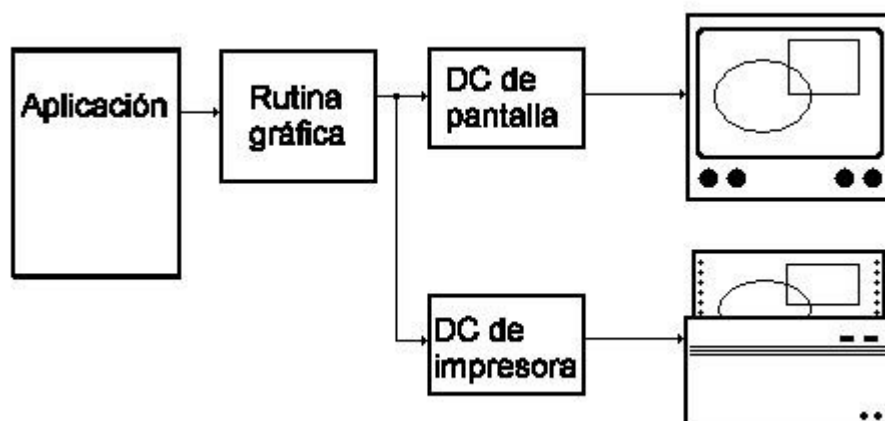 Aplicación
Rutina
gráfica
DC de
pantalla
DC de
impresora